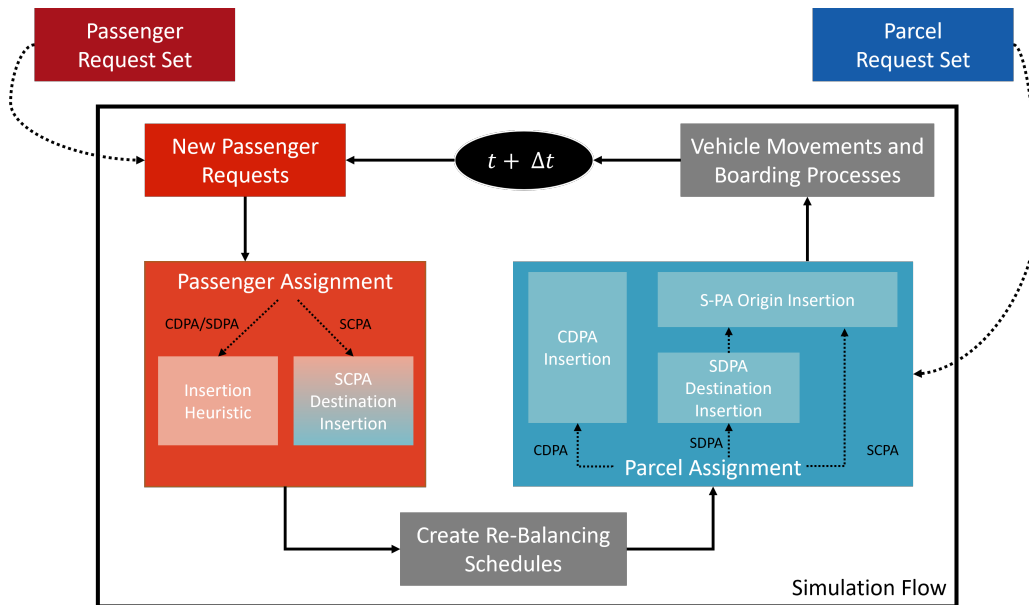 Passenger
Request Set
Parcel
Request Set
New Passenger
Requests
t + Δt
Vehicle Movements and
Boarding Processes
Passenger Assignment
CDPA/SDPA
SCPA
Insertion
Heuristic
SCPA
Destination
Insertion
S-PA Origin Insertion
CDPA
Insertion
SDPA
Destination
Insertion
CDPA
SDPA
SCPA
Parcel Assignment
Create Re-Balancing
Schedules
Simulation Flow